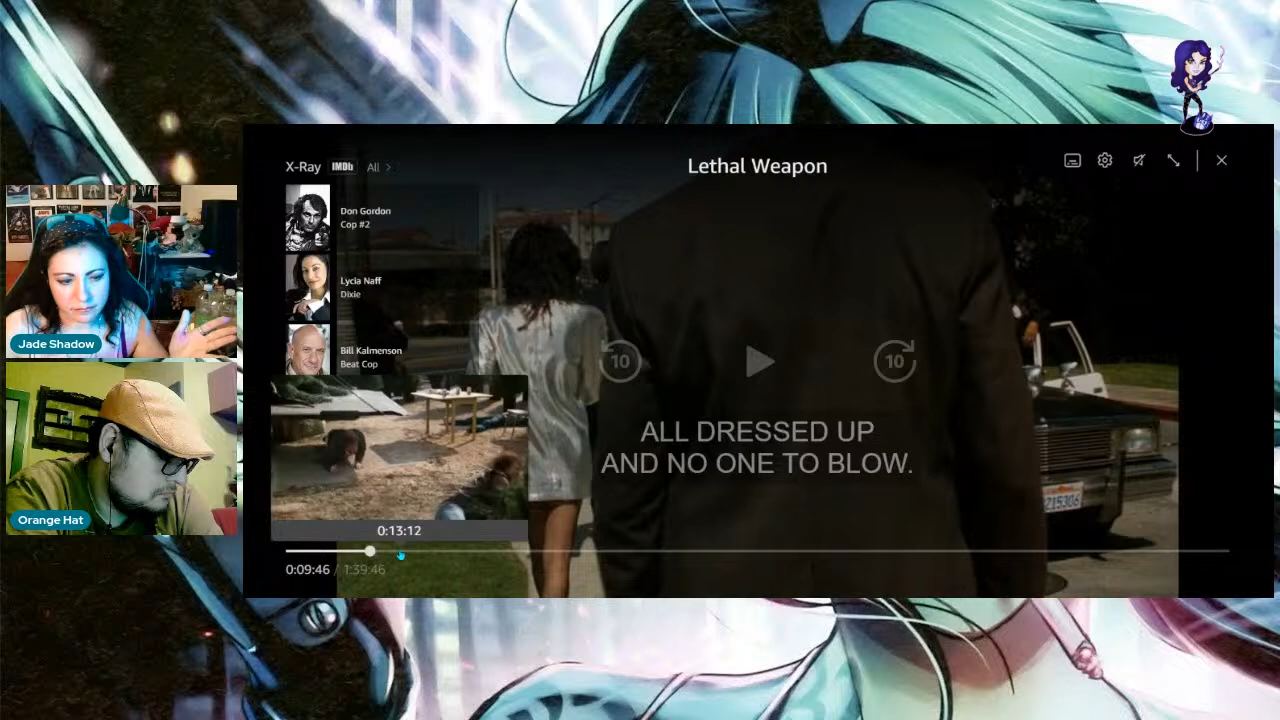 X-Ray IMDb All >
Lethal Weapon
Don Gordon
Cop #2
Lycia Naff
Dixie
Bill Kalmenson
Beat Cop
10
10
ALL DRESSED UP
AND NO ONE TO BLOW.
Jade Shadow
Orange Hat
0:13:12
0:09:46 / 1:39:46